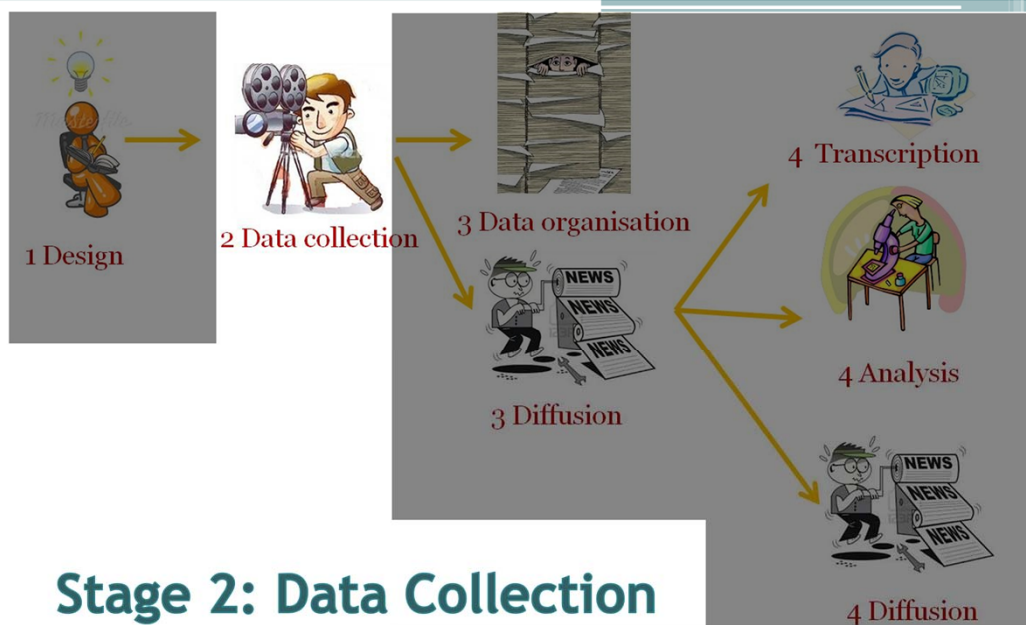 1 Design
2 Data collection
3 Data organisation
4 Transcription
NEWS
NEWS
NEWS
3 Diffusion
4 Analysis
NEWS
NEWS
NEWS
4 Diffusion
Stage 2: Data Collection